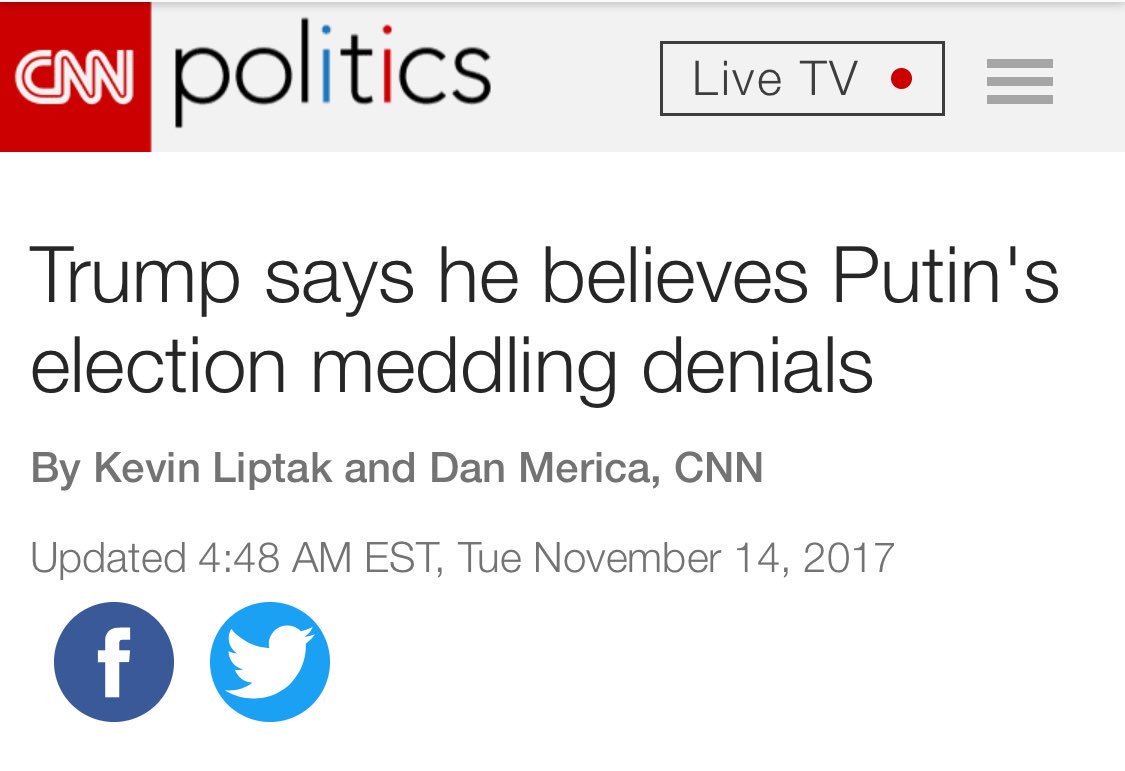 CNN politics Live TV
Trump says he believes Putin's
election meddling denials
By Kevin Liptak and Dan Merica, CNN
Updated 4:48 AM EST, Tue November 14, 2017
f